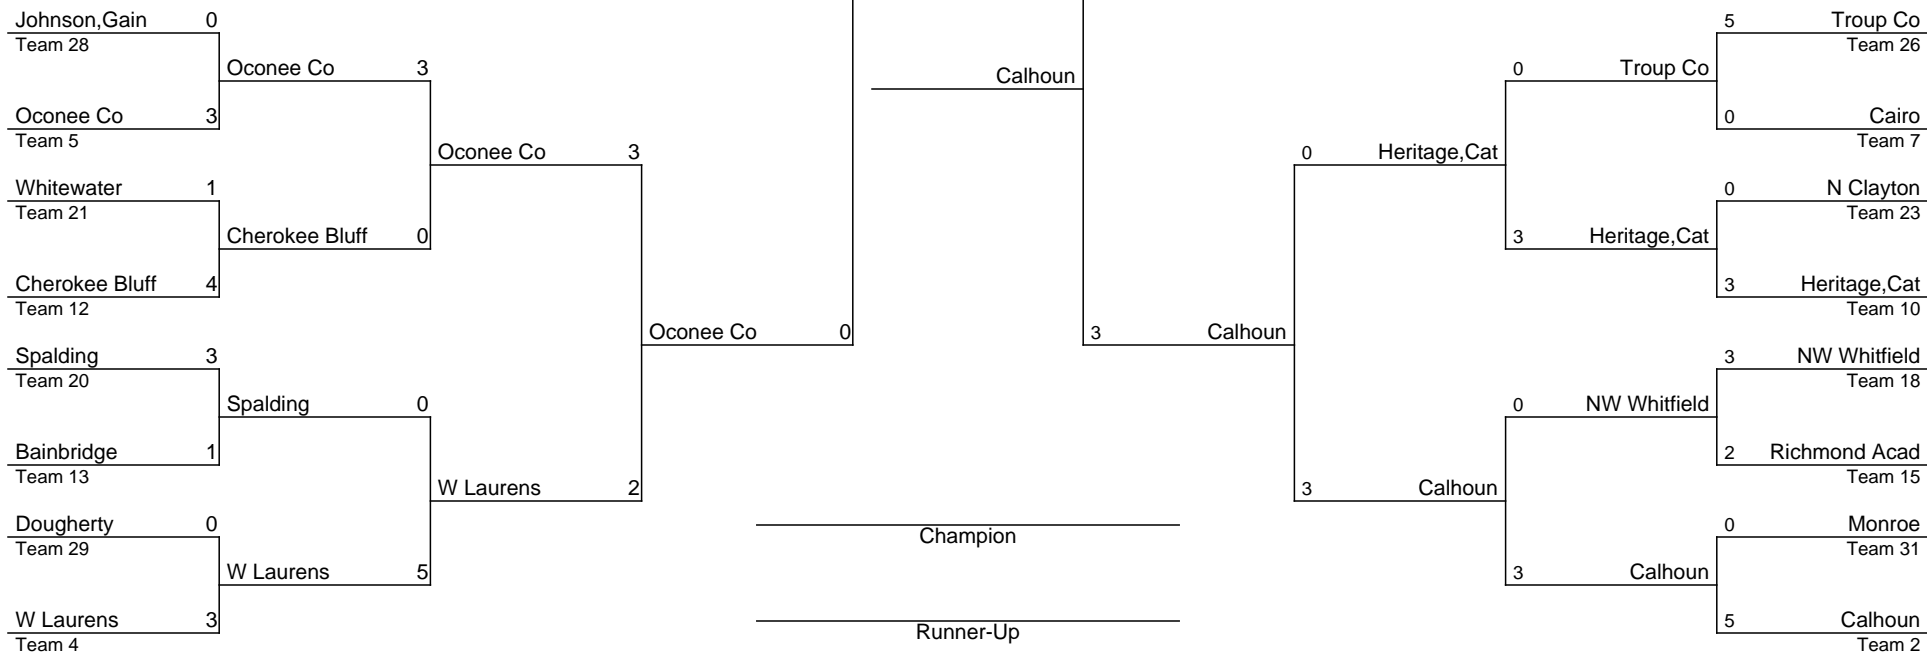 Johnson,Gain 0
Team 28
Oconee Co 3
Oconee Co 3
Team 5
Oconee Co 3
Whitewater 1
Team 21
Cherokee Bluff 0
Cherokee Bluff 4
Team 12
Oconee Co 0
Spalding 3
Team 20
Spalding 0
Bainbridge 1
Team 13
W Laurens 2
Dougherty 0
Team 29
W Laurens 5
W Laurens 3
Team 4
Calhoun
3 Calhoun
Champion
Runner-Up
0 Heritage,Cat
3 Calhoun
0 Troup Co
3 Heritage,Cat
0 NW Whitfield
3 Calhoun
5 Troup Co
Team 26
0 Cairo
Team 7
0 N Clayton
Team 23
3 Heritage,Cat
Team 10
3 NW Whitfield
Team 18
2 Richmond Acad
Team 15
0 Monroe
Team 31
5 Calhoun
Team 2